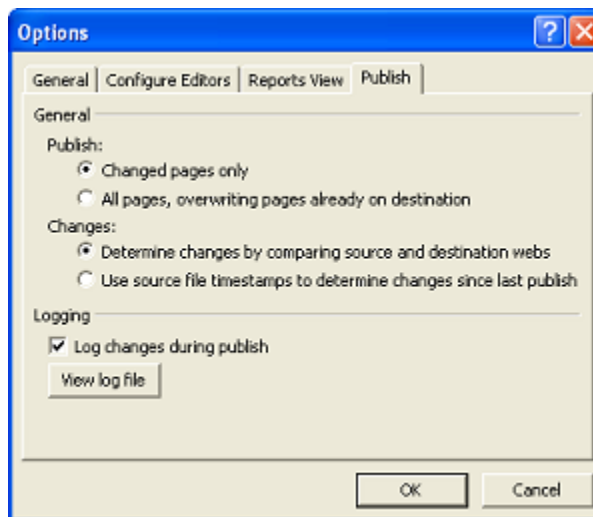 Options
General Configure Editors Reports View Publish
General
Publish:
Changed pages only
All pages, overwriting pages already on destination
Changes:
Determine changes by comparing source and destination webs
Use source file timestamps to determine changes since last publish
Logging
Log changes during publish
View log file
OK Cancel